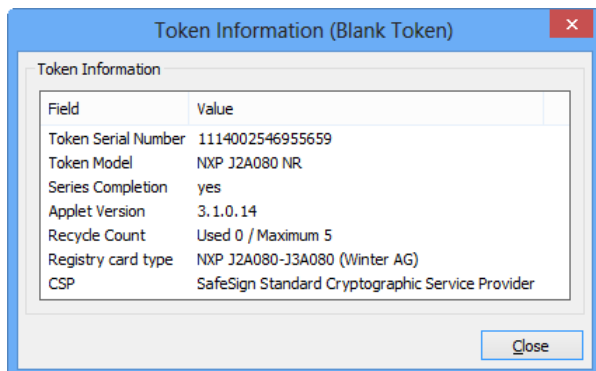 Token Information (Blank Token)
Token Information
Field Value
Token Serial Number 1114002546955659
Token Model NXP J2A080 NR
Series Completion yes
Applet Version 3.1.0.14
Recycle Count Used 0 / Maximum 5
Registry card type NXP J2A080-J3A080 (Winter AG)
CSP SafeSign Standard Cryptographic Service Provider
Close